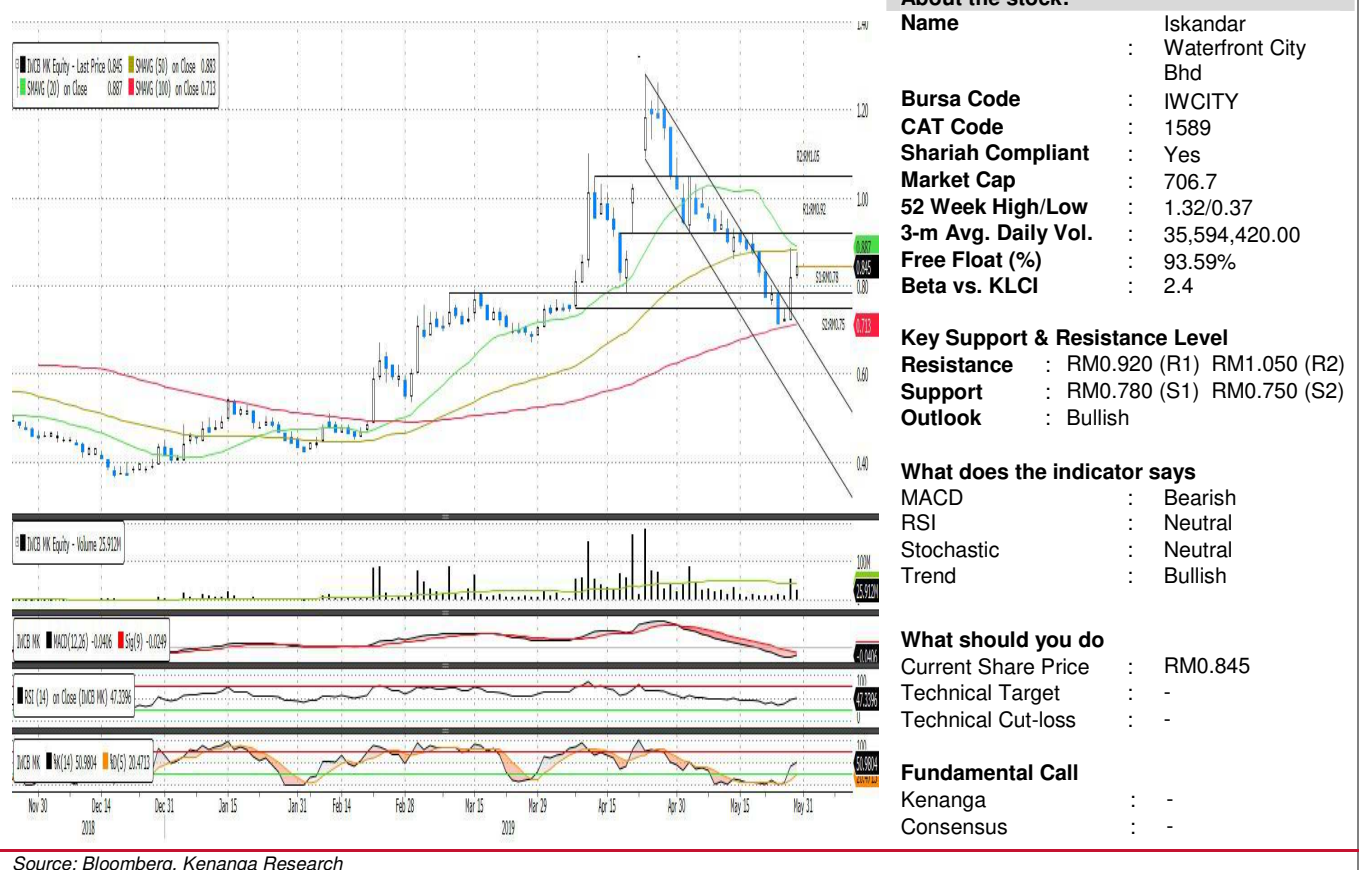 1.40
IWCB MK Equity - Last Price 0.845 SMAVG (50) on Close 0.883
SMAVG (20) on Close 0.887 SMAVG (100) on Close 0.713
1.20
R2:RM1.05
1.00
R1:RM0.92
0.887
0.845
S1:RM0.78
0.80
S2:RM0.75
0.713
0.60
0.40
IWCB MK Equity - Volume 25.912M
100M
25.912M
IWCB MK MACD(12,26) -0.0406 Sig(9) -0.0249
-0.0406
RSI (14) on Close (IWCB MK) 47.3396
100
47.3396
0
IWCB MK %K(14) 50.9804 %D(5) 20.4713
100
50.9804
Nov 30 Dec 14 Dec 31 Jan 15 Jan 31 Feb 14 Feb 28 Mar 15 Mar 29 Apr 15 Apr 30 May 15 May 31
2018 2019
About the stock:
Name : Iskandar
Waterfront City
Bhd
Bursa Code : IWCITY
CAT Code : 1589
Shariah Compliant : Yes
Market Cap : 706.7
52 Week High/Low : 1.32/0.37
3-m Avg. Daily Vol. : 35,594,420.00
Free Float (%) : 93.59%
Beta vs. KLCI : 2.4
Key Support & Resistance Level
Resistance : RM0.920 (R1) RM1.050 (R2)
Support : RM0.780 (S1) RM0.750 (S2)
Outlook : Bullish
What does the indicator says
MACD : Bearish
RSI : Neutral
Stochastic : Neutral
Trend : Bullish
What should you do
Current Share Price : RM0.845
Technical Target : -
Technical Cut-loss : -
Fundamental Call
Kenanga : -
Consensus : -
Source: Bloomberg, Kenanga Research